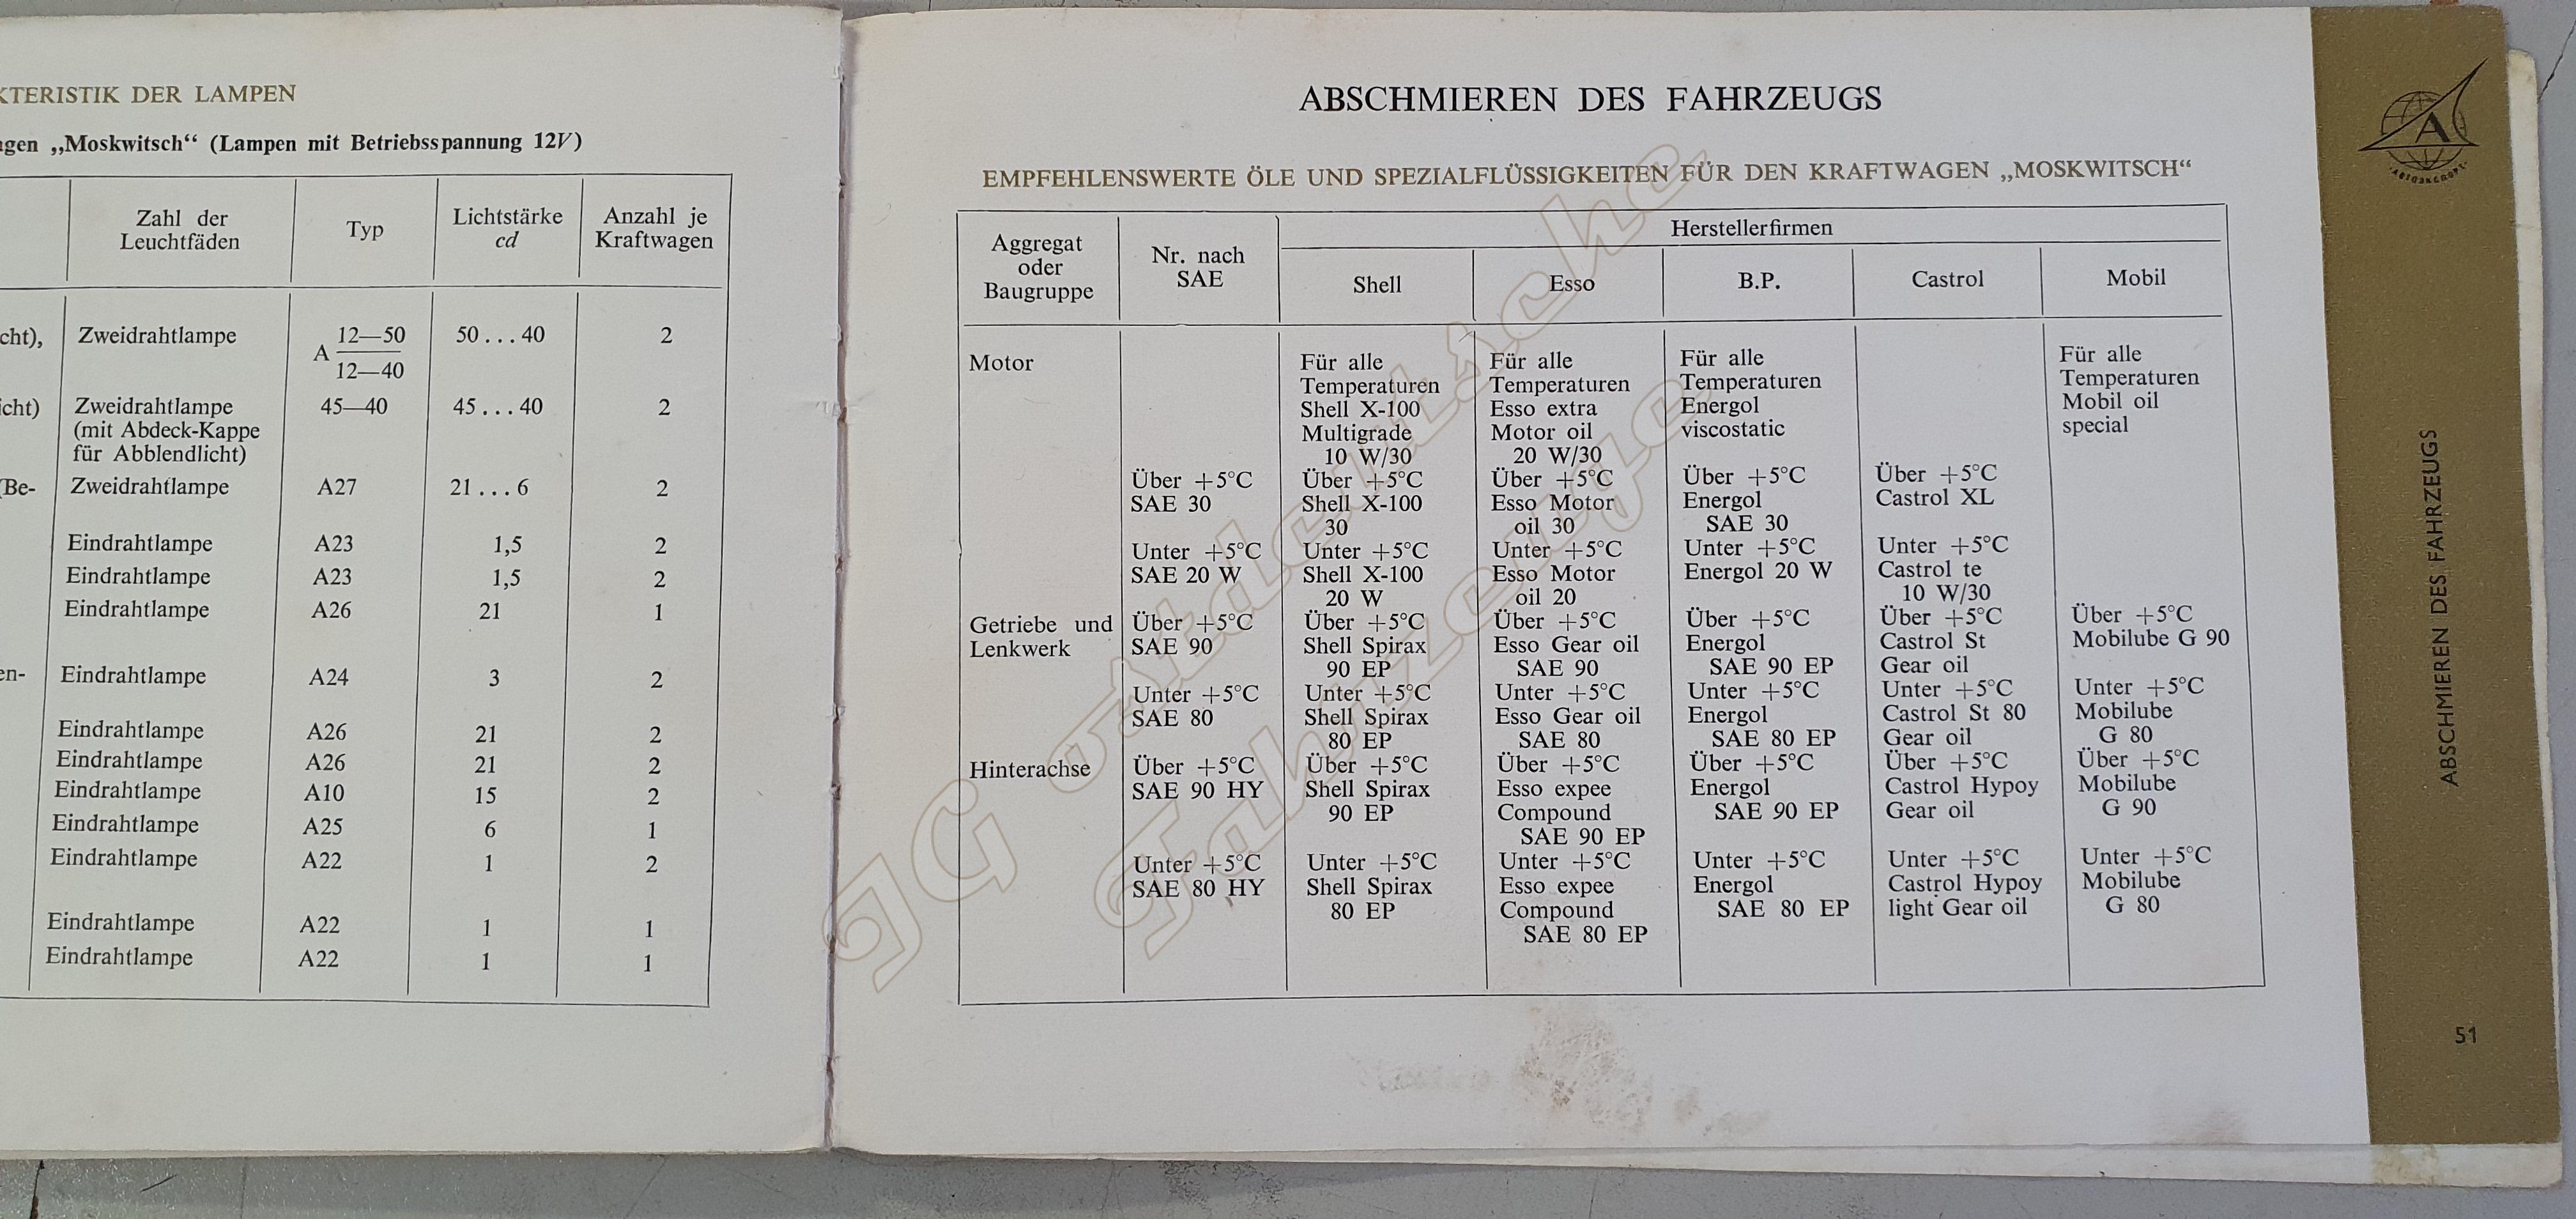 KTERISTIK DER LAMPEN
gen „Moskwitsch“ (Lampen mit Betriebsspannung 12V)
Zahl der Leuchtfäden Typ Lichtstärke cd Anzahl je Kraftwagen
cht), Zweidrahtlampe A 12—50 50...40 2
12—40
icht) Zweidrahtlampe 45—40 45...40 2
(mit Abdeck-Kappe
für Abblendlicht)
(Be- Zweidrahtlampe A27 21...6 2
Eindrahtlampe A23 1,5 2
Eindrahtlampe A23 1,5 2
Eindrahtlampe A26 21 1
en- Eindrahtlampe A24 3 2
Eindrahtlampe A26 21 2
Eindrahtlampe A26 21 2
Eindrahtlampe A10 15 2
Eindrahtlampe A25 6 1
Eindrahtlampe A22 1 2
Eindrahtlampe A22 1 1
Eindrahtlampe A22 1 1
ABSCHMIEREN DES FAHRZEUGS
EMPFEHLENSWERTE ÖLE UND SPEZIALFLÜSSIGKEITEN FÜR DEN KRAFTWAGEN „MOSKWITSCH“
Aggregat
oder
Baugruppe
Nr. nach
SAE
Herstellerfirmen
Shell Esso B.P. Castrol Mobil
Motor
Über +5°C
SAE 30
Unter +5°C
SAE 20 W
Für alle
Temperaturen
Shell X-100
Multigrade
10 W/30
Über +5°C
Shell X-100
30
Unter +5°C
Shell X-100
20 W
Für alle
Temperaturen
Esso extra
Motor oil
20 W/30
Über +5°C
Esso Motor
oil 30
Unter +5°C
Esso Motor
oil 20
Für alle
Temperaturen
Energol
viscostatic
Über +5°C
Energol
SAE 30
Unter +5°C
Energol 20 W
Über +5°C
Castrol XL
Unter +5°C
Castrol te
10 W/30
Für alle
Temperaturen
Mobil oil
special
Getriebe und
Lenkwerk
Über +5°C
SAE 90
Unter +5°C
SAE 80
Über +5°C
Shell Spirax
90 EP
Unter +5°C
Shell Spirax
80 EP
Über +5°C
Esso Gear oil
SAE 90
Unter +5°C
Esso Gear oil
SAE 80
Über +5°C
Energol
SAE 90 EP
Unter +5°C
Energol
SAE 80 EP
Über +5°C
Castrol St
Gear oil
Unter +5°C
Castrol St 80
Gear oil
Über +5°C
Mobilube G 90
Unter +5°C
Mobilube
G 80
Hinterachse
Über +5°C
SAE 90 HY
Unter +5°C
SAE 80 HY
Über +5°C
Shell Spirax
90 EP
Unter +5°C
Shell Spirax
80 EP
Über +5°C
Esso expee
Compound
SAE 90 EP
Unter +5°C
Esso expee
Compound
SAE 80 EP
Über +5°C
Energol
SAE 90 EP
Unter +5°C
Energol
SAE 80 EP
Über +5°C
Castrol Hypoy
Gear oil
Unter +5°C
Castrol Hypoy
light Gear oil
Über +5°C
Mobilube
G 90
Unter +5°C
Mobilube
G 80
A
ABSCHMIEREN DES FAHRZEUGS
51
IG ostdeutsche
Fahrzeuge